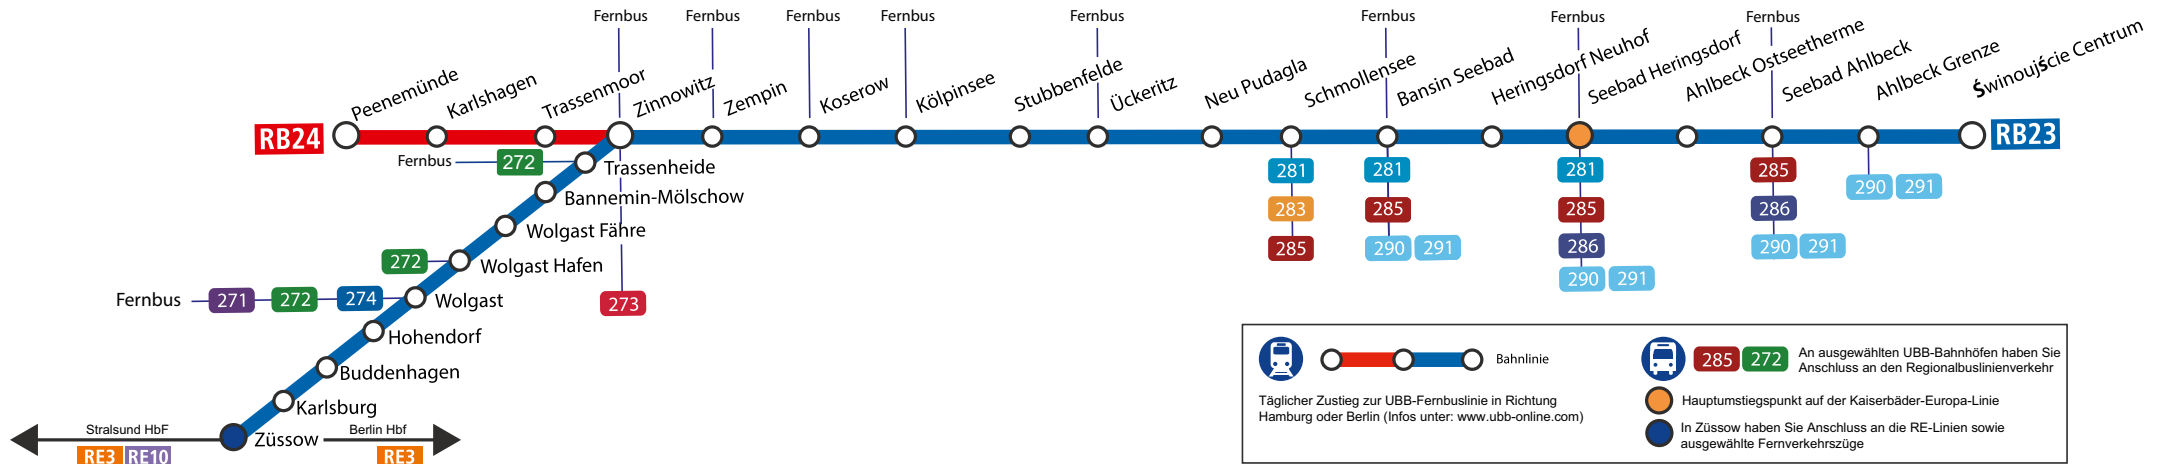 Fernbus
Fernbus
Fernbus
Fernbus
Fernbus
Fernbus
Fernbus
Fernbus
Peenemünde
Karlshagen
Trassenmoor
Zinnowitz
Zempin
Koserow
Kölpinsee
Stubbenfelde
Ückeritz
Neu Pudagla
Schmollensee
Bansin Seebad
Heringsdorf Neuhof
Seebad Heringsdorf
Ahlbeck Ostseetherme
Seebad Ahlbeck
Ahlbeck Grenze
Świnoujście Centrum
RB24
RB23
Fernbus 272
Trassenheide
Bannemin-Mölschow
Wolgast Fähre
272
Wolgast Hafen
Fernbus 271 272 274
Wolgast
273
Hohendorf
Buddenhagen
Karlsburg
Züssow
Stralsund HbF
RE3 RE10
Berlin Hbf
RE3
281
283
285
281
285
290 291
281
285
286
290 291
285
286
290 291
290 291
Bahnlinie
Täglicher Zustieg zur UBB-Fernbuslinie in Richtung
Hamburg oder Berlin (Infos unter: www.ubb-online.com)
285 272
An ausgewählten UBB-Bahnhöfen haben Sie
Anschluss an den Regionalbuslinienverkehr
Hauptumstiegspunkt auf der Kaiserbäder-Europa-Linie
In Züssow haben Sie Anschluss an die RE-Linien sowie
ausgewählte Fernverkehrszüge